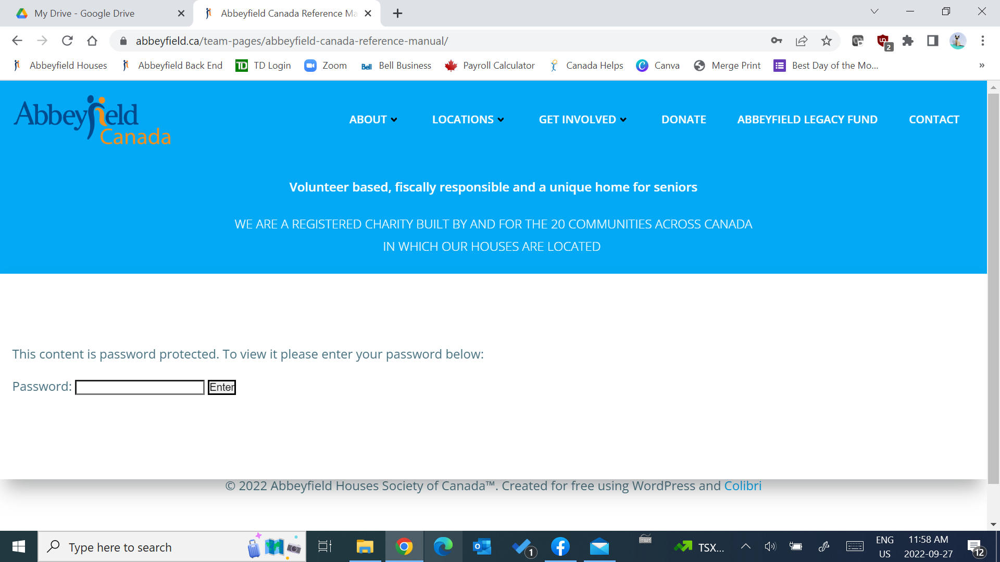 My Drive - Google Drive
Abbeyfield Canada Reference Ma
abbeyfield.ca/team-pages/abbeyfield-canada-reference-manual/
2
Abbeyfield Houses
Abbeyfield Back End
TD TD Login
Zoom
Bell Bell Business
Payroll Calculator
Canada Helps
Canva
Merge Print
Best Day of the Mo...
»
Abbeyfield
Canada
ABOUT
LOCATIONS
GET INVOLVED
DONATE
ABBEYFIELD LEGACY FUND
CONTACT
Volunteer based, fiscally responsible and a unique home for seniors
WE ARE A REGISTERED CHARITY BUILT BY AND FOR THE 20 COMMUNITIES ACROSS CANADA
IN WHICH OUR HOUSES ARE LOCATED
This content is password protected. To view it please enter your password below:
Password:
Enter
© 2022 Abbeyfield Houses Society of Canada™. Created for free using WordPress and Colibri
Type here to search
1
TSX...
ENG
US
11:58 AM
2022-09-27
12